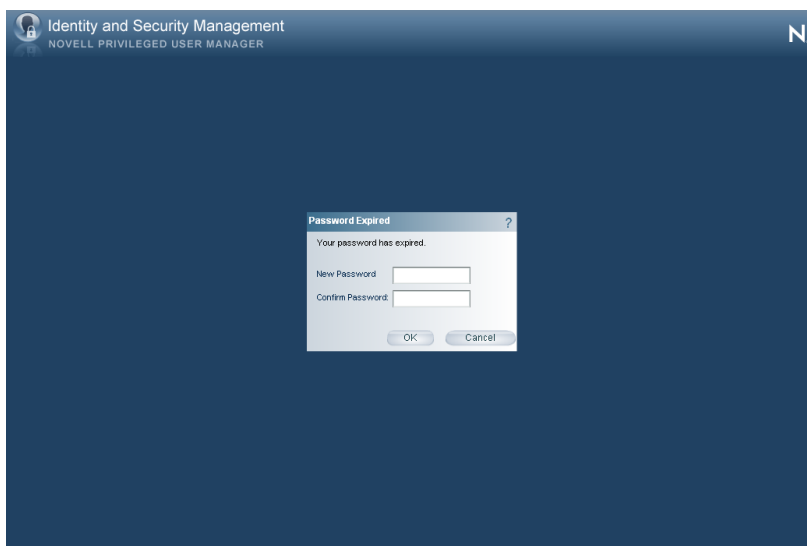 Identity and Security Management
NOVELL PRIVILEGED USER MANAGER
N
Password Expired ?
Your password has expired.
New Password
Confirm Password:
OK Cancel